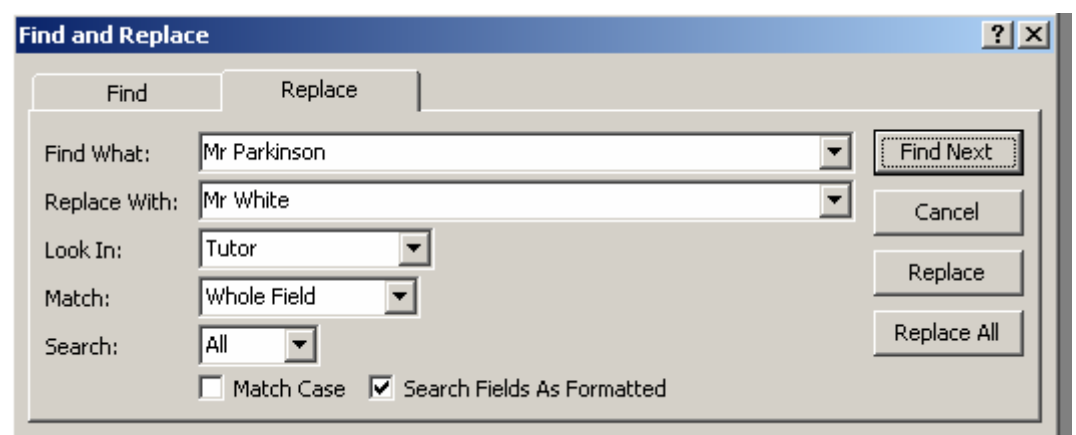 Find and Replace
Find Replace
Find What: Mr Parkinson Find Next
Replace With: Mr White Cancel
Look In: Tutor Replace
Match: Whole Field
Search: All Replace All
Match Case Search Fields As Formatted